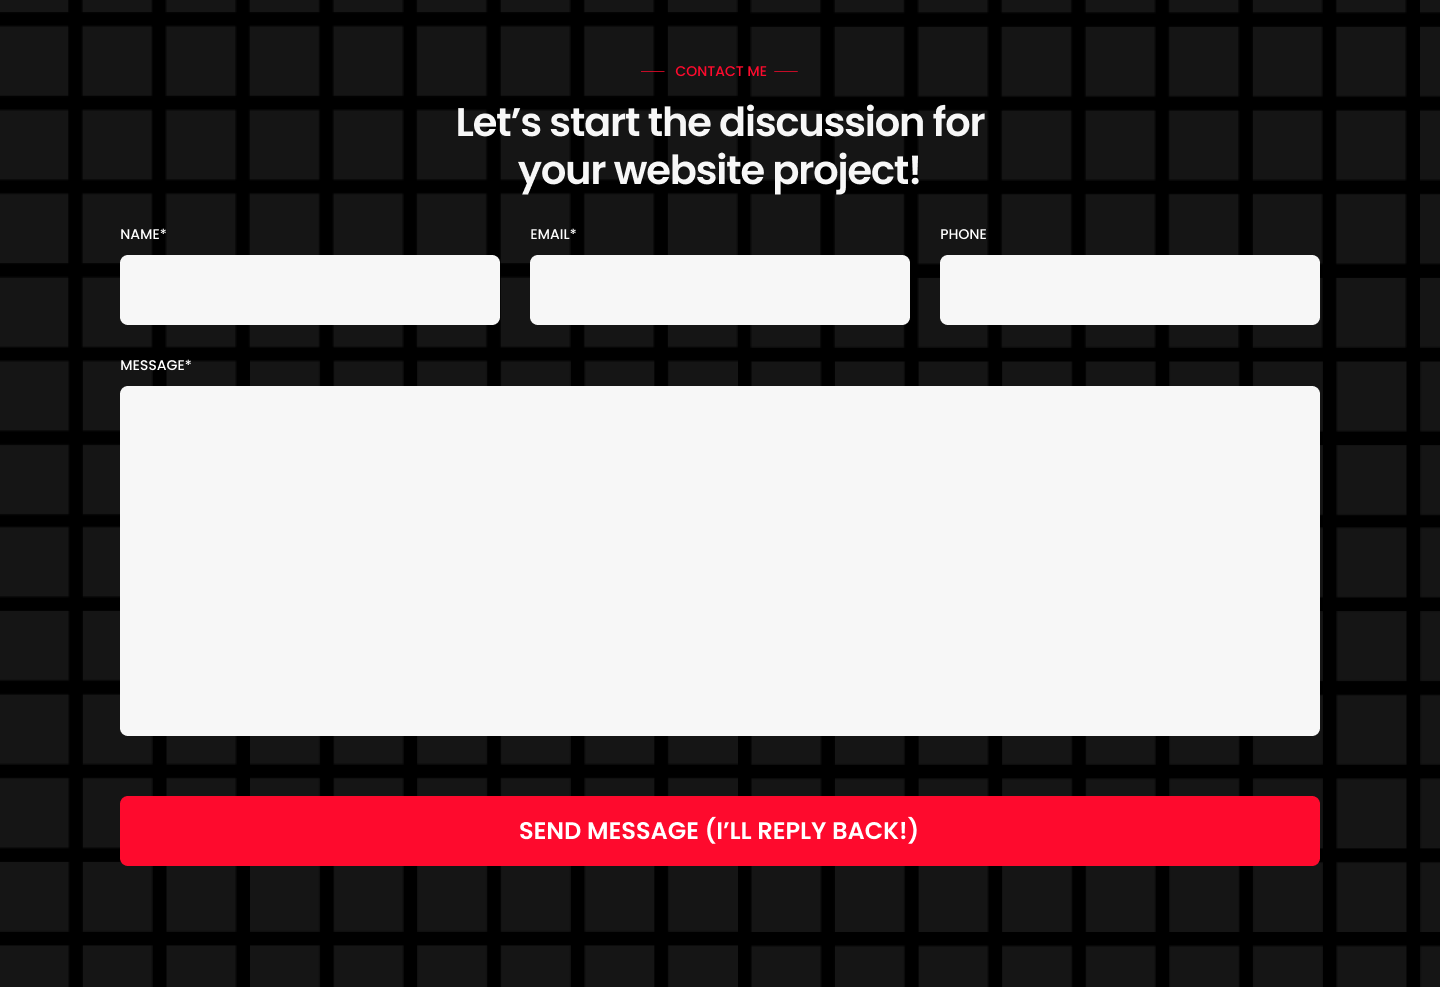 CONTACT ME
Let’s start the discussion for
your website project!
NAME*
EMAIL*
PHONE
MESSAGE*
SEND MESSAGE (I’LL REPLY BACK!)